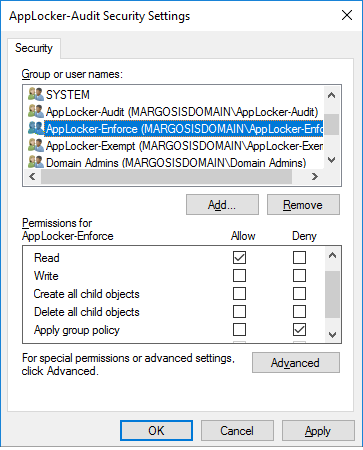 AppLocker-Audit Security Settings
Security
Group or user names:
SYSTEM
AppLocker-Audit (MARGOSISDOMAIN\AppLocker-Audit)
AppLocker-Enforce (MARGOSISDOMAIN\AppLocker-Enfo
AppLocker-Exempt (MARGOSISDOMAIN\AppLocker-Exem
Domain Admins (MARGOSISDOMAIN\Domain Admins)
Add... Remove
Permissions for
AppLocker-Enforce Allow Deny
Read
Write
Create all child objects
Delete all child objects
Apply group policy
For special permissions or advanced settings,
click Advanced.
Advanced
OK Cancel Apply